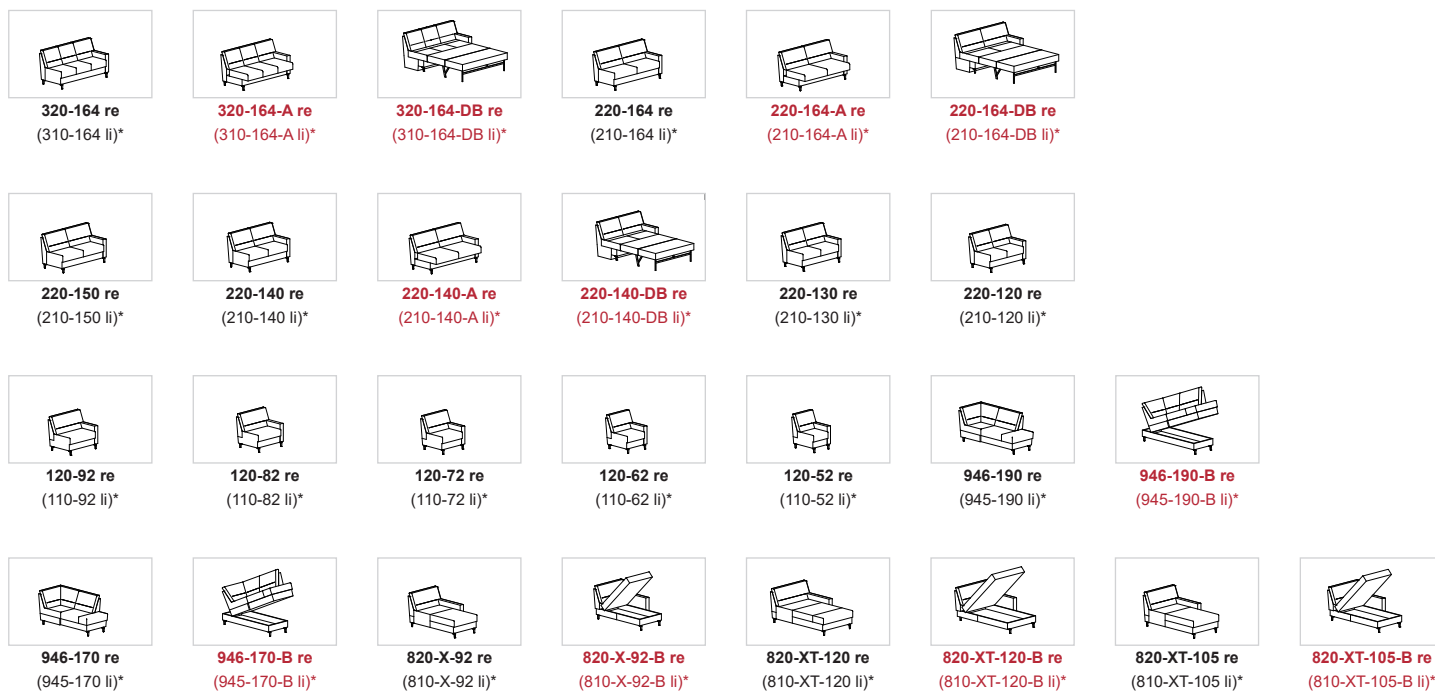 320-164 re
(310-164 li)*
320-164-A re
(310-164-A li)*
320-164-DB re
(310-164-DB li)*
220-164 re
(210-164 li)*
220-164-A re
(210-164-A li)*
220-164-DB re
(210-164-DB li)*
220-150 re
(210-150 li)*
220-140 re
(210-140 li)*
220-140-A re
(210-140-A li)*
220-140-DB re
(210-140-DB li)*
220-130 re
(210-130 li)*
220-120 re
(210-120 li)*
120-92 re
(110-92 li)*
120-82 re
(110-82 li)*
120-72 re
(110-72 li)*
120-62 re
(110-62 li)*
120-52 re
(110-52 li)*
946-190 re
(945-190 li)*
946-190-B re
(945-190-B li)*
946-170 re
(945-170 li)*
946-170-B re
(945-170-B li)*
820-X-92 re
(810-X-92 li)*
820-X-92-B re
(810-X-92-B li)*
820-XT-120 re
(810-XT-120 li)*
820-XT-120-B re
(810-XT-120-B li)*
820-XT-105 re
(810-XT-105 li)*
820-XT-105-B re
(810-XT-105-B li)*